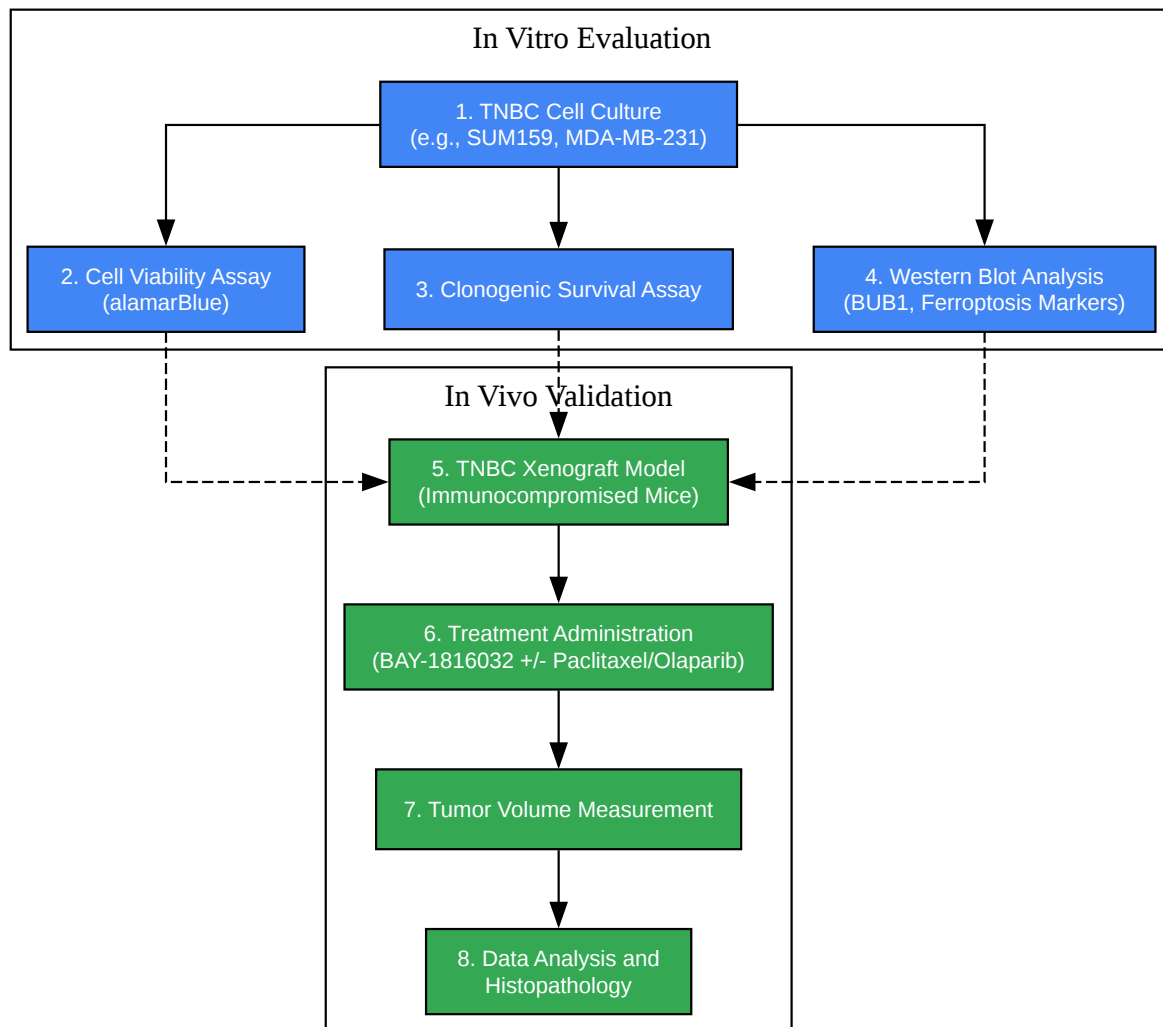 In Vitro Evaluation
1. TNBC Cell Culture
(e.g., SUM159, MDA-MB-231)
2. Cell Viability Assay
(alamarBlue)
3. Clonogenic Survival Assay
4. Western Blot Analysis
(BUB1, Ferroptosis Markers)
In Vivo Validation
5. TNBC Xenograft Model
(Immunocompromised Mice)
6. Treatment Administration
(BAY-1816032 +/- Paclitaxel/Olaparib)
7. Tumor Volume Measurement
8. Data Analysis and
Histopathology